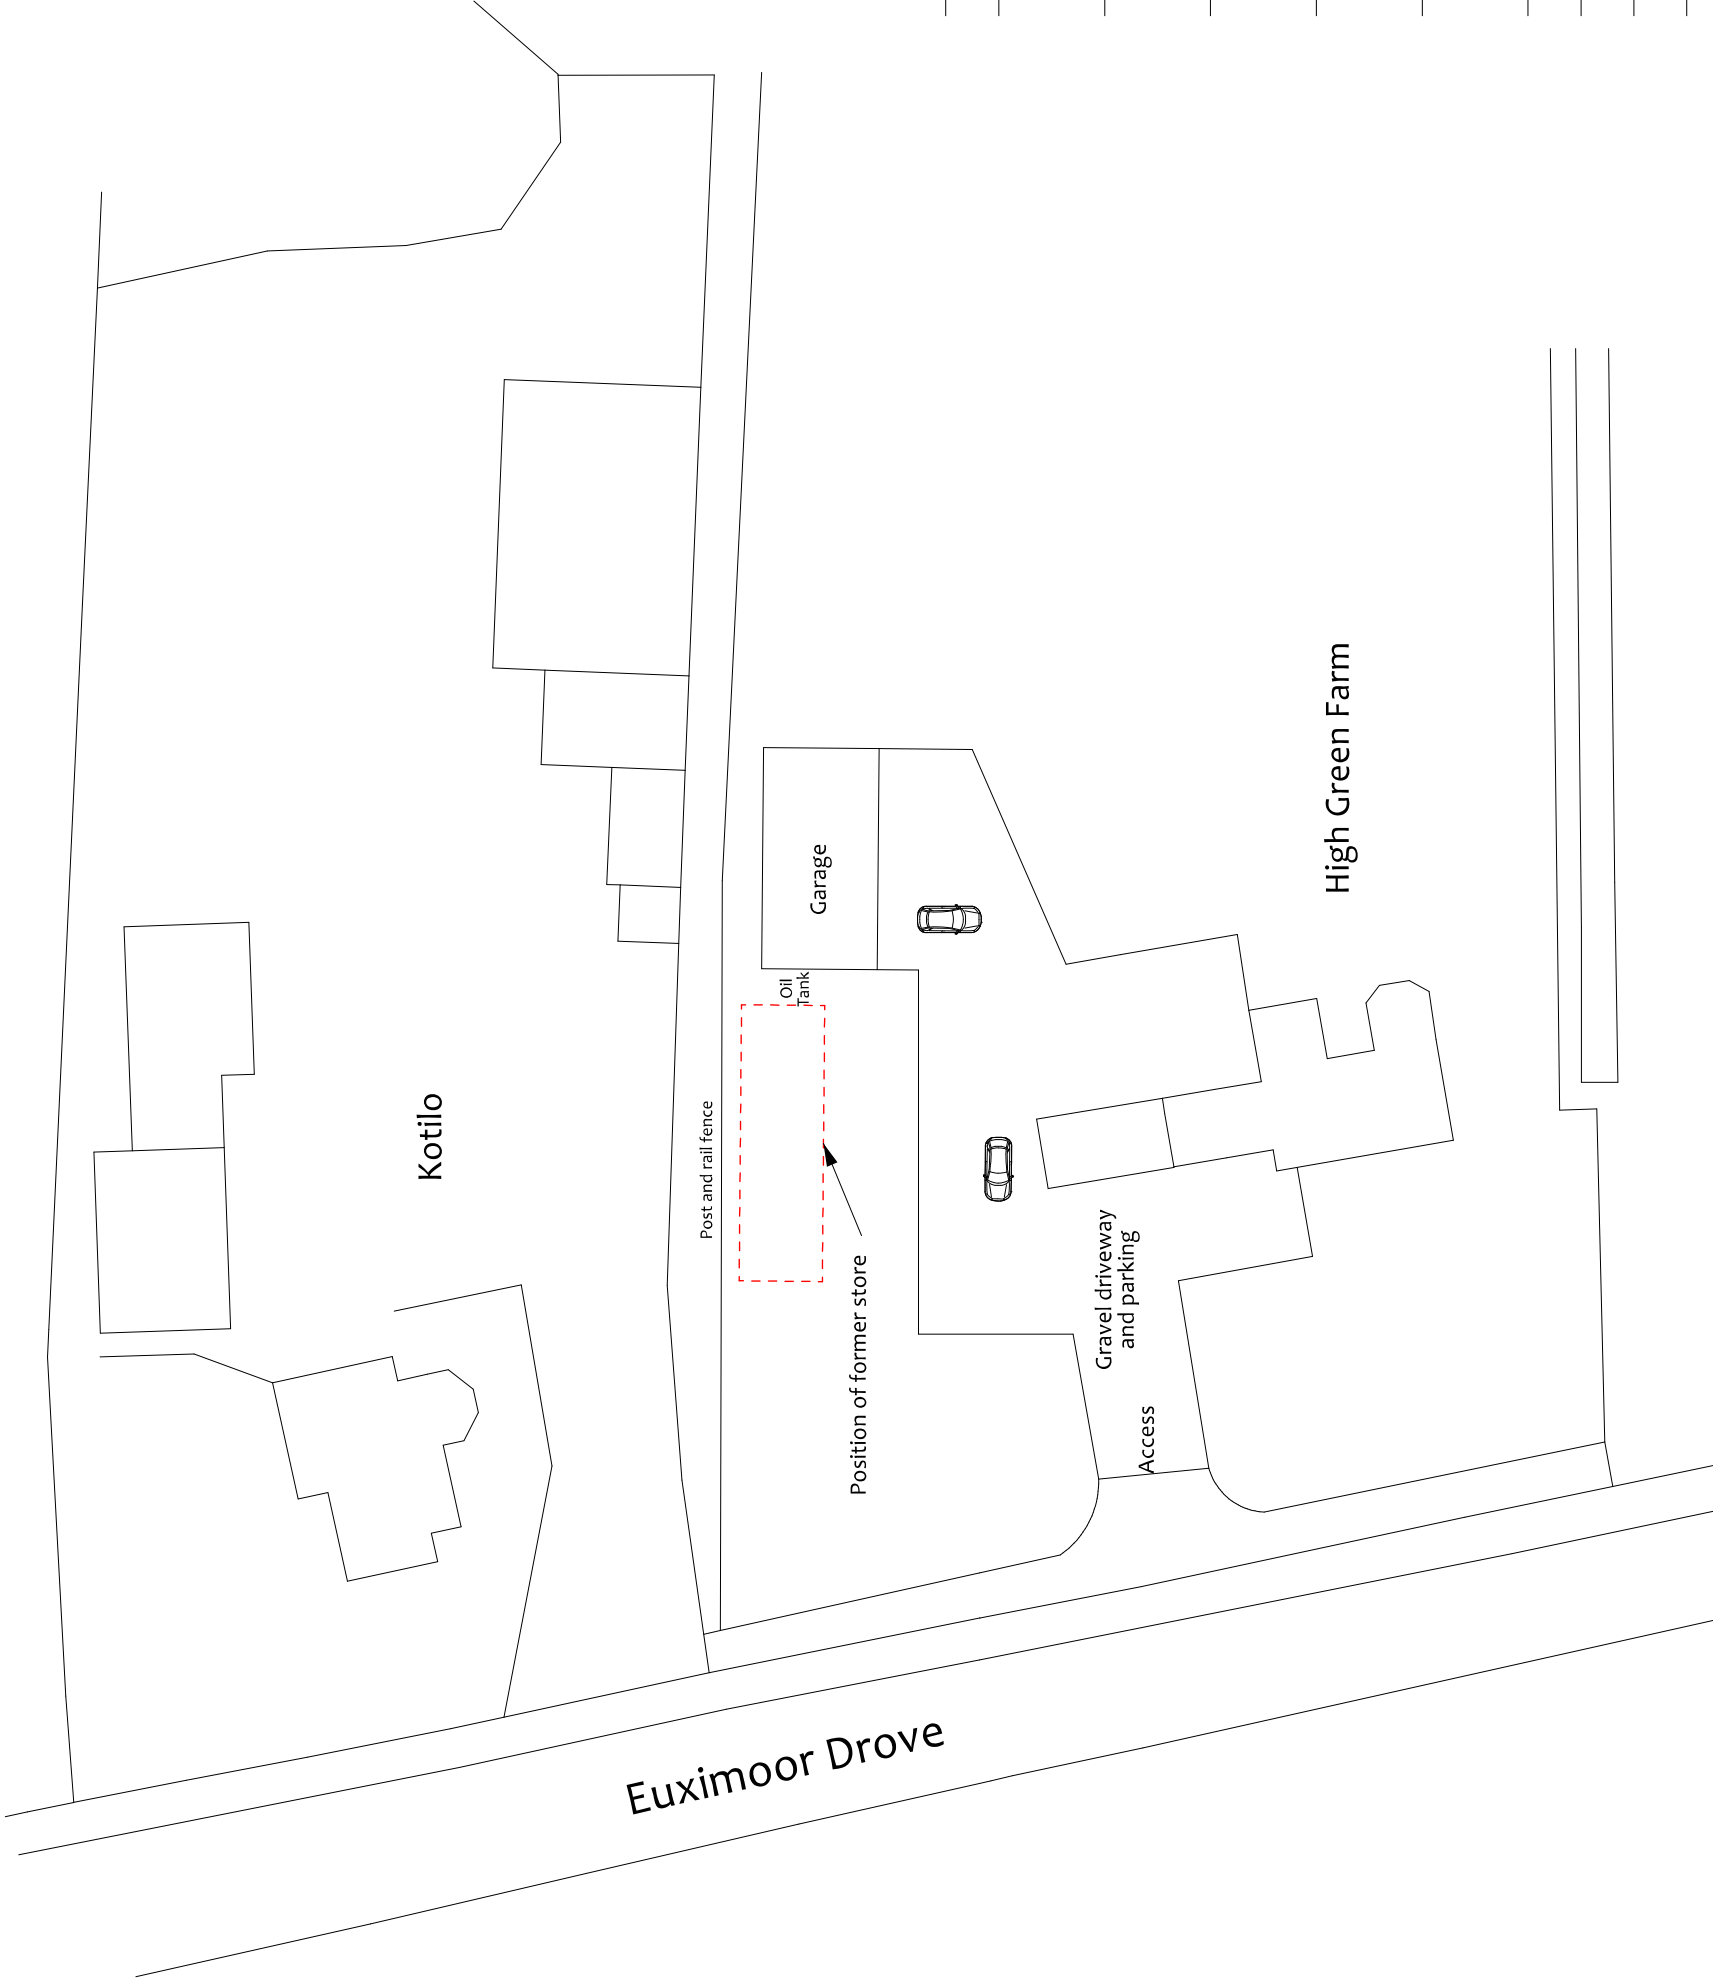 High Green Farm
Garage
Oil
Tank
Kotilo
Post and rail fence
Gravel driveway
and parking
Position of former store
Access
Euximoor Drove